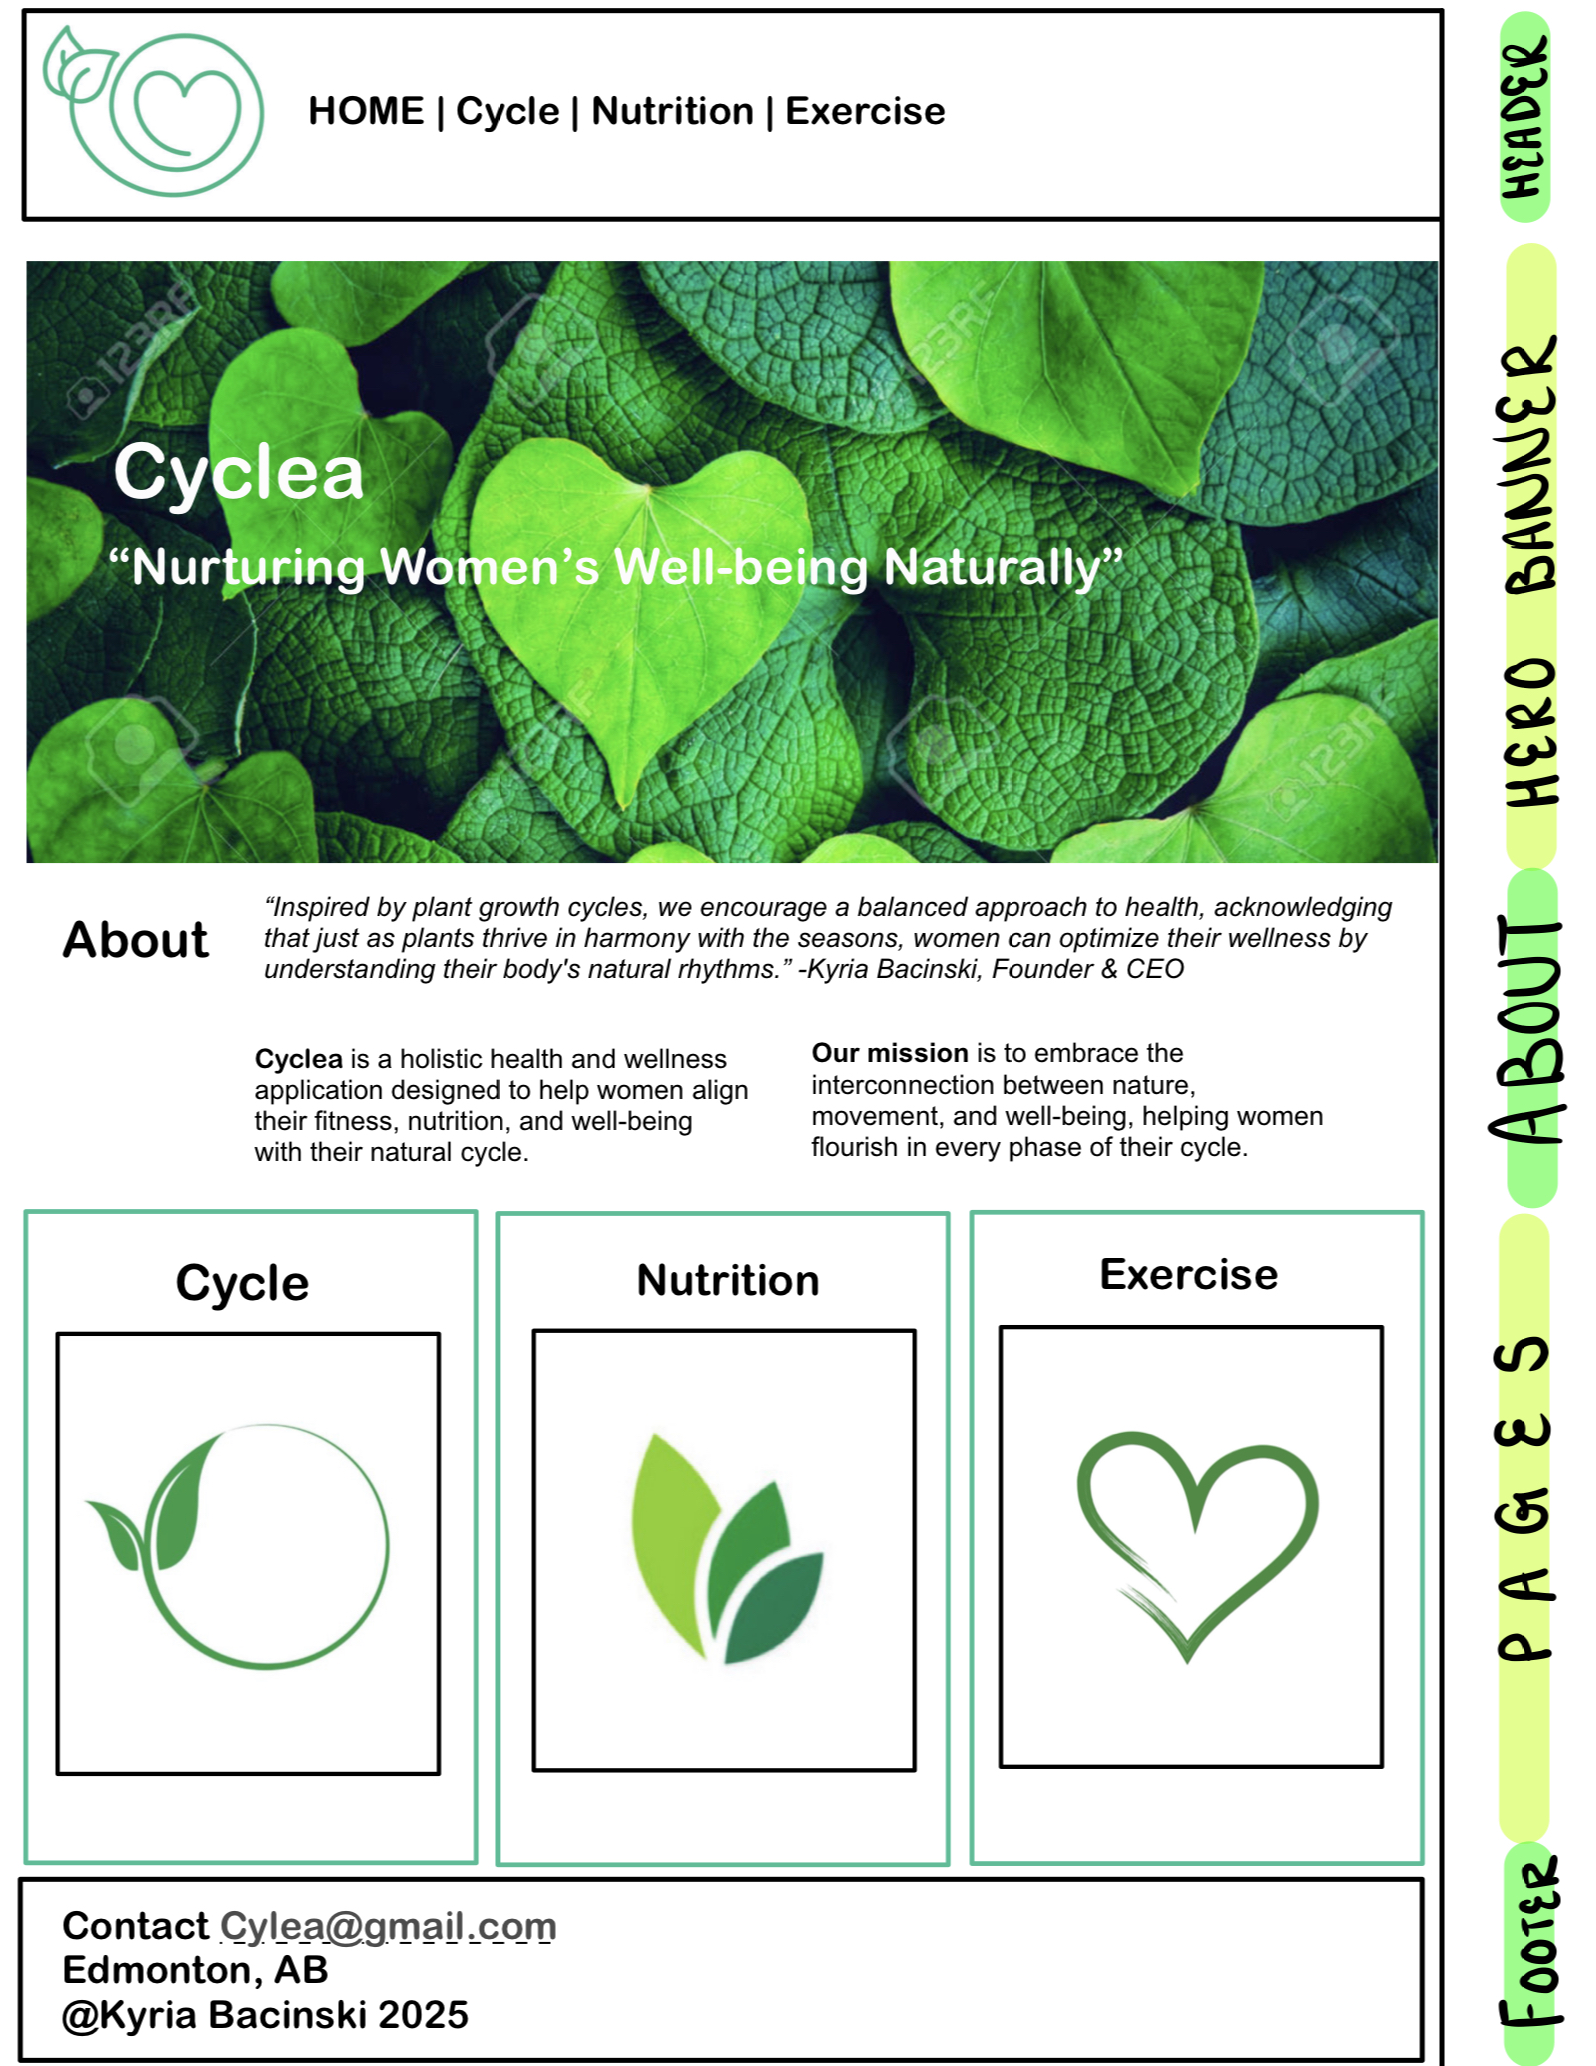 HOME | Cycle | Nutrition | Exercise
HEADER
123RF
123RF
Cyclea
“Nurturing Women’s Well-being Naturally”
123RF
HERO BANNER
About
“Inspired by plant growth cycles, we encourage a balanced approach to health, acknowledging
that just as plants thrive in harmony with the seasons, women can optimize their wellness by
understanding their body's natural rhythms.” -Kyria Bacinski, Founder & CEO
Cyclea is a holistic health and wellness
application designed to help women align
their fitness, nutrition, and well-being
with their natural cycle.
Our mission is to embrace the
interconnection between nature,
movement, and well-being, helping women
flourish in every phase of their cycle.
ABOUT
Cycle
Nutrition
Exercise
PAGES
Contact Cylea@gmail.com
Edmonton, AB
@Kyria Bacinski 2025
FOOTER